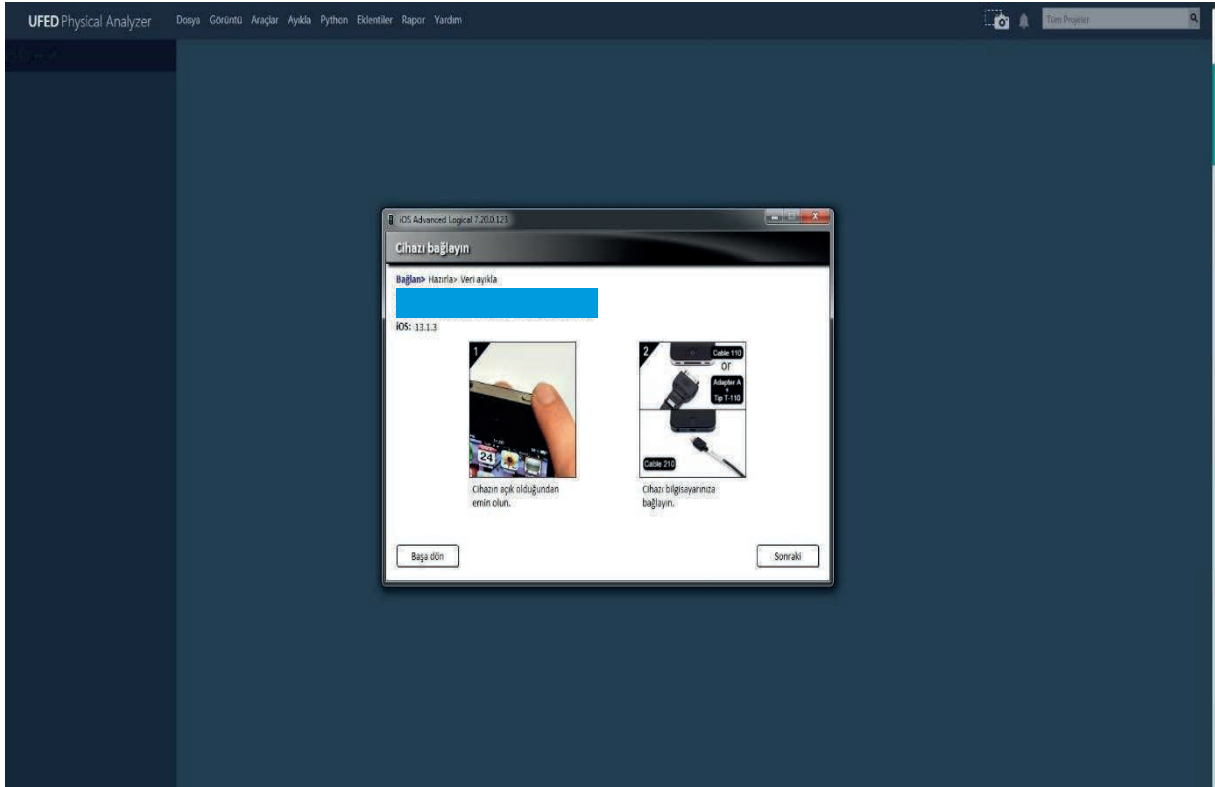 UFED Physical Analyzer Dosya Görüntü Araçlar Ayıkla Python Eklentiler Rapor Yardım Tüm Projeler
iOS Advanced Logical 7.20.0.123
Cihazı bağlayın
Bağlan> Hazırla> Veri ayıkla
iOS: 13.1.3
1
24
Cihazın açık olduğundan
emin olun.
2
Cable 110
or
Adapter A
+
Tip T-110
Cable 210
Cihazı bilgisayarınıza
bağlayın.
Başa dön
Sonraki